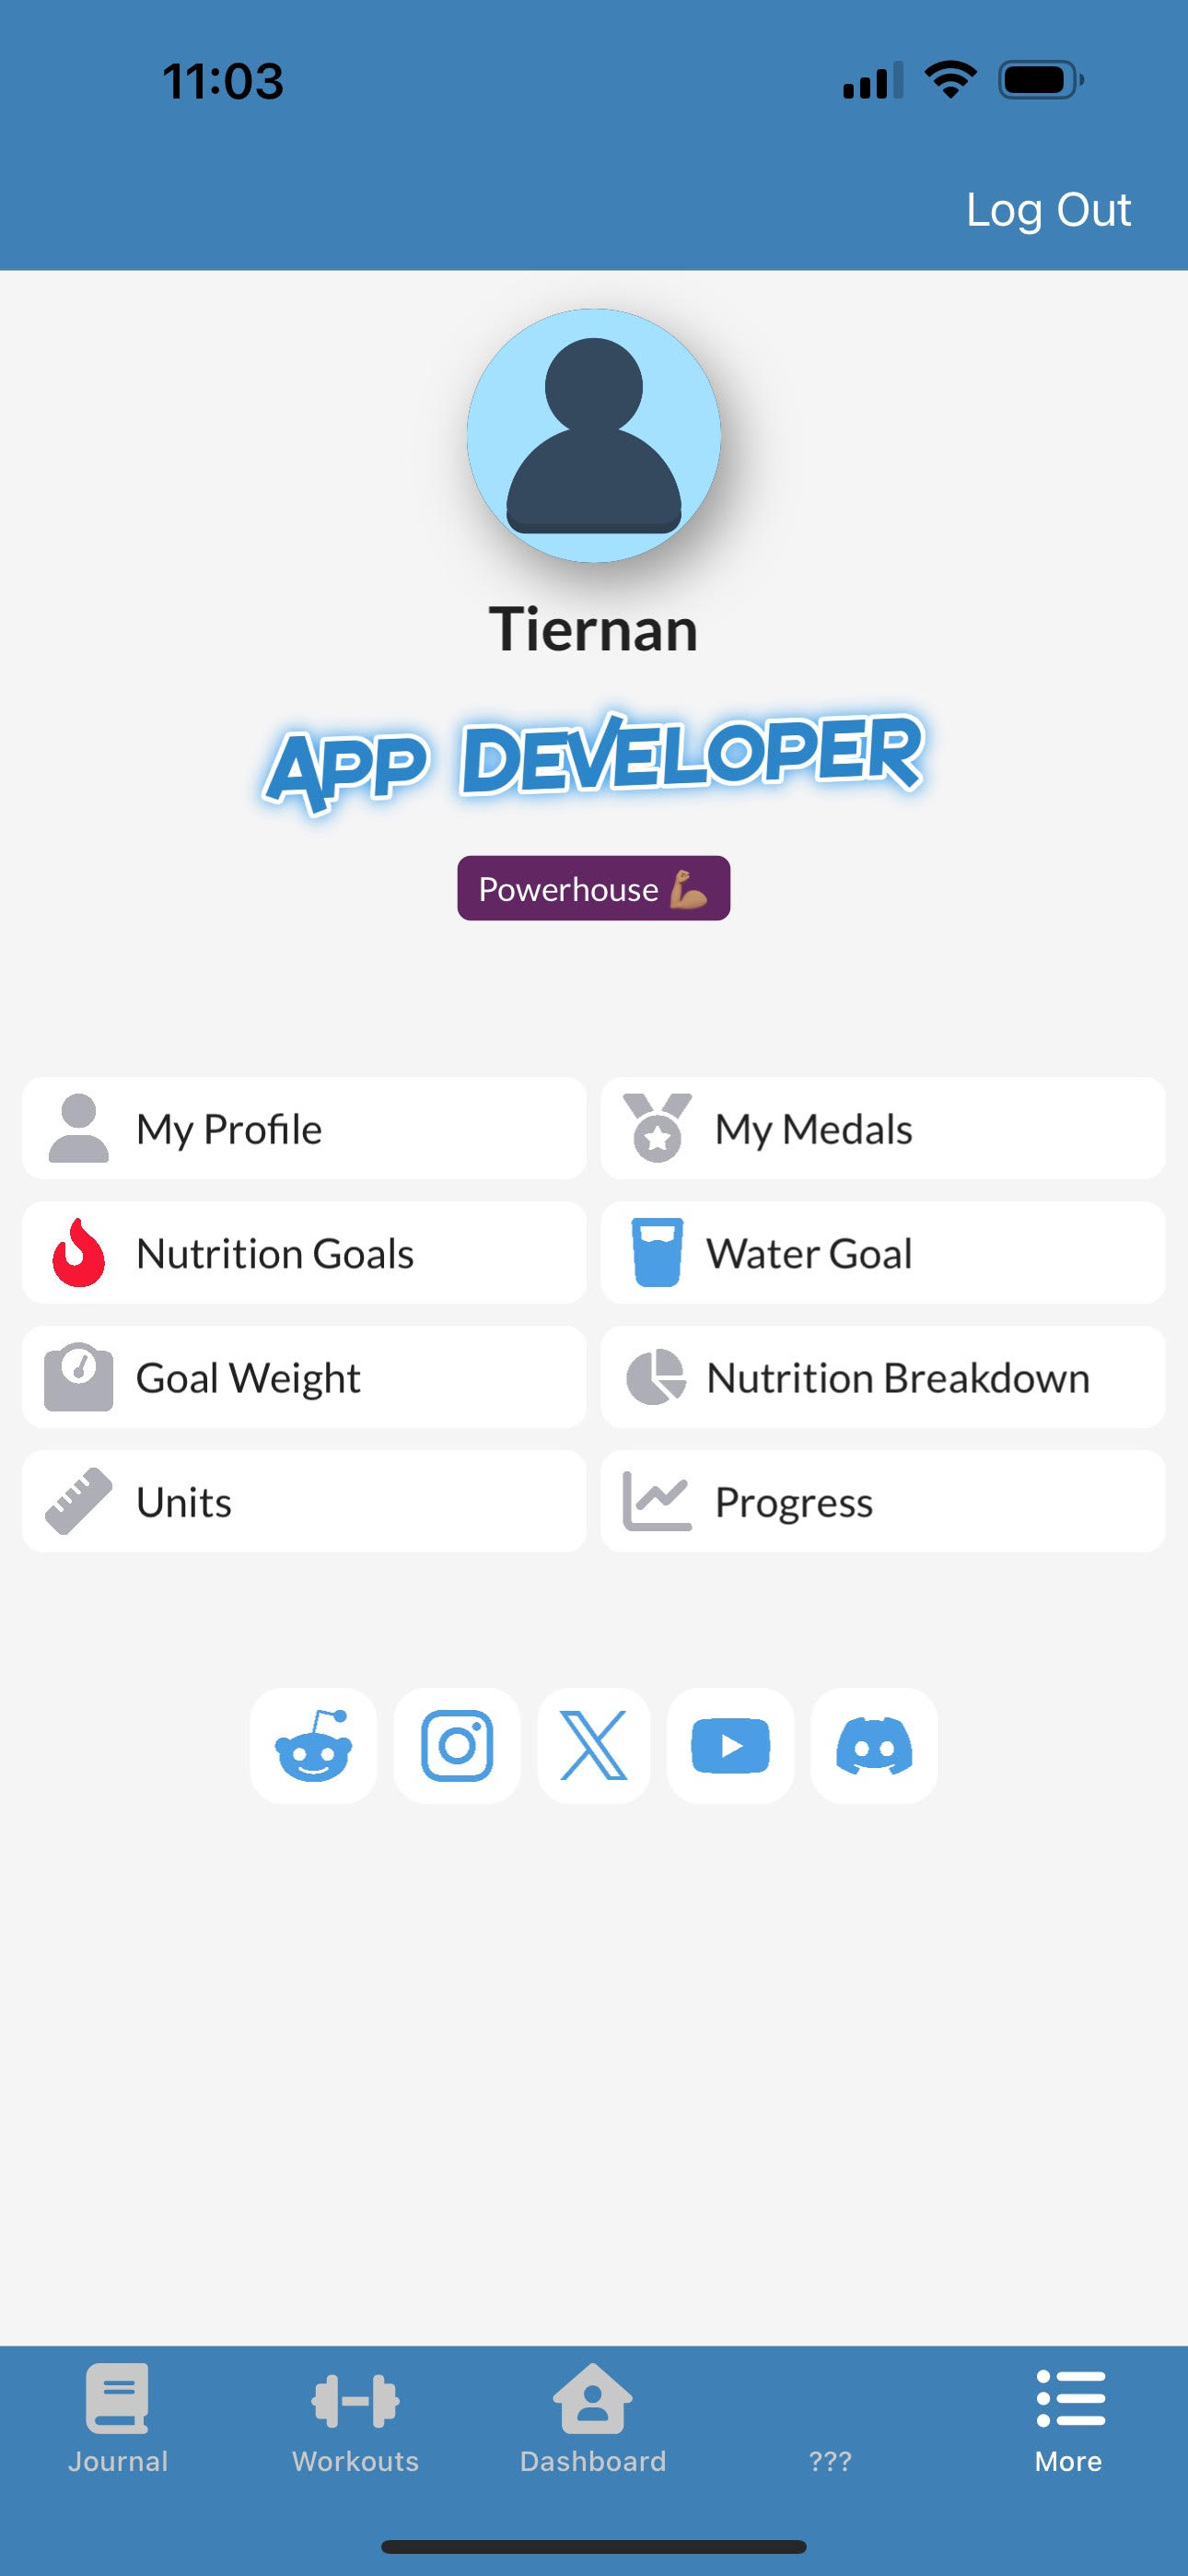 11:03
Log Out
Tiernan
APP DEVELOPER
Powerhouse 💪🏽
My Profile
My Medals
Nutrition Goals
Water Goal
Goal Weight
Nutrition Breakdown
Units
Progress
Journal
Workouts
Dashboard
???
More